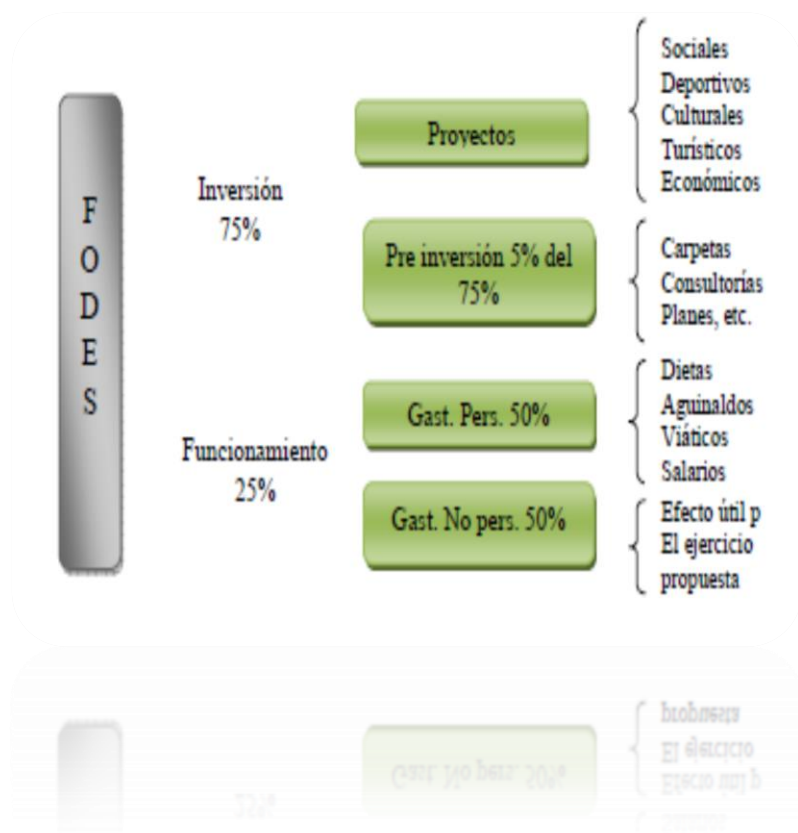 F
O
D
E
S
Inversión
75%
Proyectos
Sociales
Deportivos
Culturales
Turísticos
Económicos
Pre inversión 5% del
75%
Carpetas
Consultorías
Planes, etc.
Funcionamiento
25%
Gast. Pers. 50%
Dietas
Aguinaldos
Viáticos
Salarios
Gast. No pers. 50%
Efecto útil p
El ejercicio
propuesta